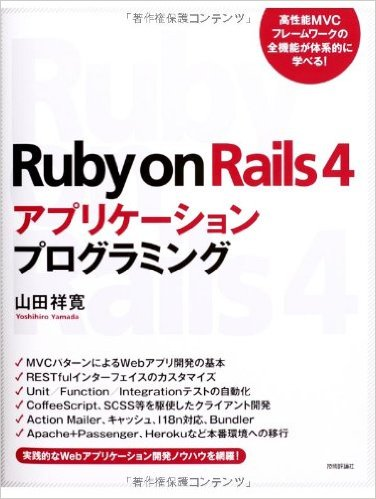 "著作権保護コンテンツ"
高性能MVC
フレームワークの
全機能が体系的に
学べる!
Ruby on Rails 4
アプリケーション
プログラミング
山田祥寛
Yoshihiro Yamada
✓MVCパターンによるWebアプリ開発の基本
✓RESTfulインターフェイスのカスタマイズ
✓Unit/Function/Integrationテストの自動化
✓CoffeeScript、SCSS等を駆使したクライアント開発
✓Action Mailer、キャッシュ、I18n対応、Bundler
✓Apache+Passenger、Herokuなど本番環境への移行
実践的なWebアプリケーション開発ノウハウを網羅!
技術評論社
"著作権保護コンテンツ"
Ruby
Rails 4